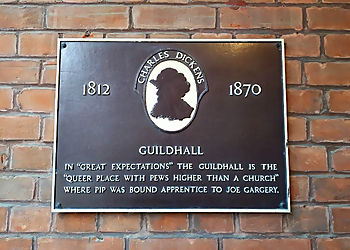 CHARLES DICKENS
1812 1870
GUILDHALL
IN "GREAT EXPECTATIONS" THE GUILDHALL IS THE
"QUEER PLACE WITH PEWS HIGHER THAN A CHURCH"
WHERE PIP WAS BOUND APPRENTICE TO JOE GARGERY.